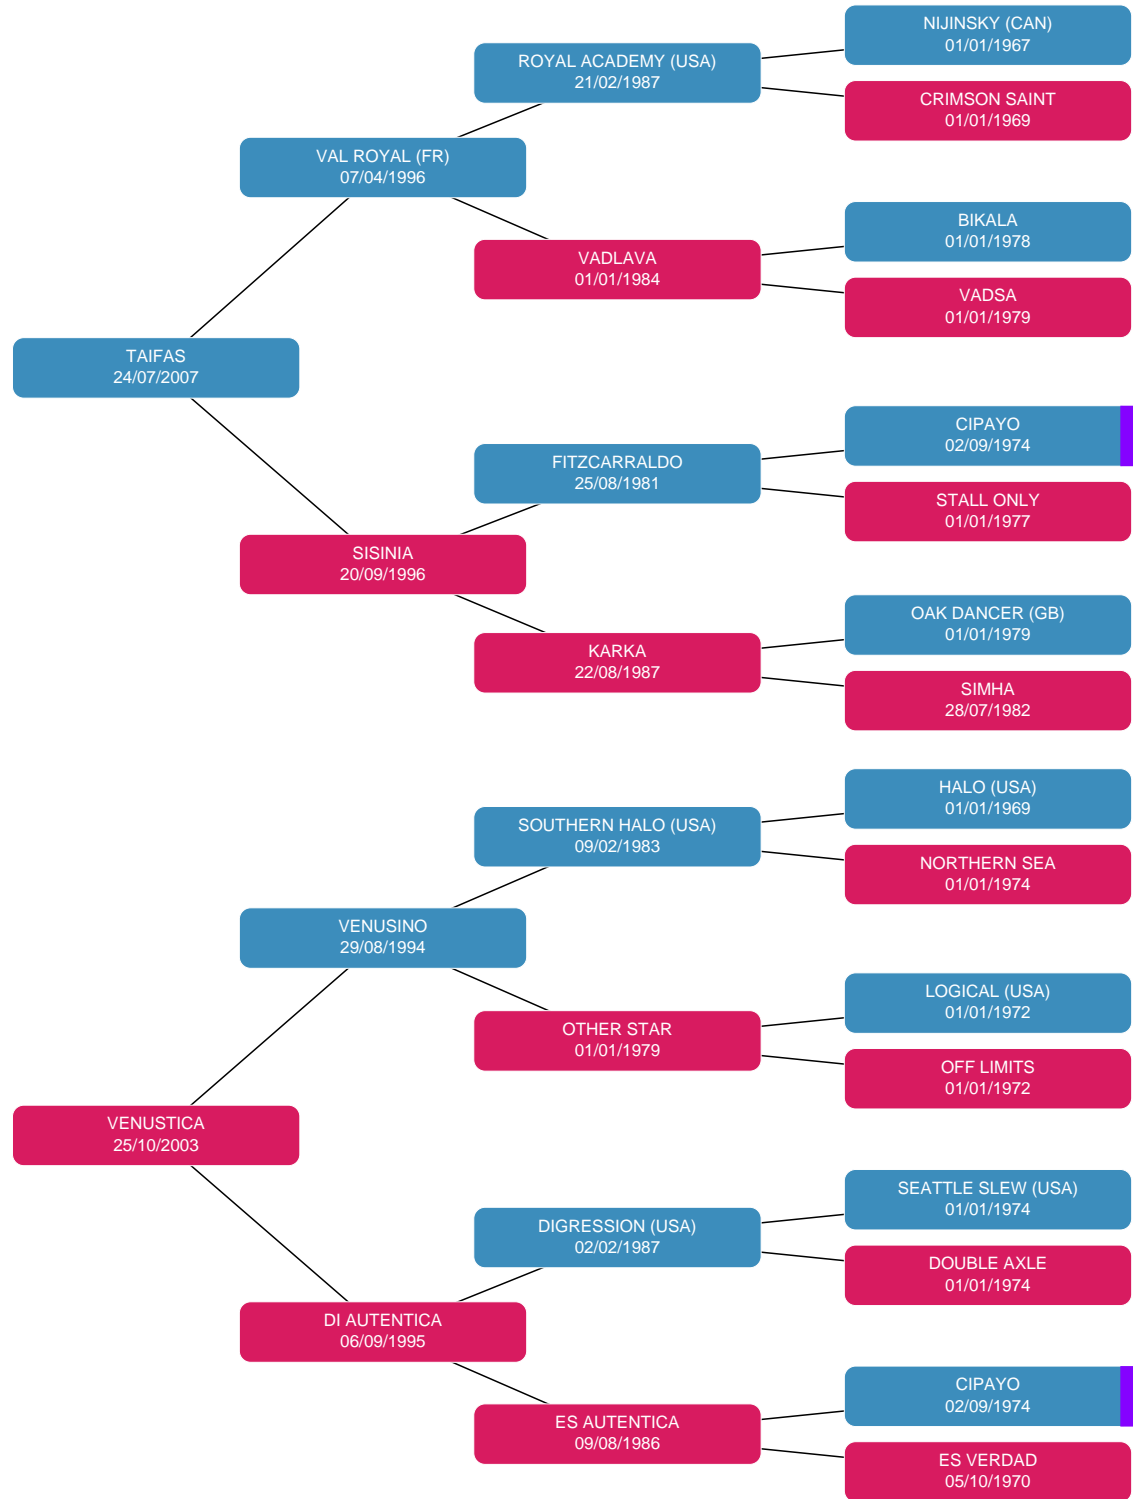 NIJINSKY (CAN)
01/01/1967
ROYAL ACADEMY (USA)
21/02/1987
CRIMSON SAINT
01/01/1969
VAL ROYAL (FR)
07/04/1996
BIKALA
01/01/1978
VADLAVA
01/01/1984
VADSA
01/01/1979
TAIFAS
24/07/2007
CIPAYO
02/09/1974
FITZCARRALDO
25/08/1981
STALL ONLY
01/01/1977
SISINIA
20/09/1996
OAK DANCER (GB)
01/01/1979
KARKA
22/08/1987
SIMHA
28/07/1982
HALO (USA)
01/01/1969
SOUTHERN HALO (USA)
09/02/1983
NORTHERN SEA
01/01/1974
VENUSINO
29/08/1994
LOGICAL (USA)
01/01/1972
OTHER STAR
01/01/1979
OFF LIMITS
01/01/1972
VENUSTICA
25/10/2003
SEATTLE SLEW (USA)
01/01/1974
DIGRESSION (USA)
02/02/1987
DOUBLE AXLE
01/01/1974
DI AUTENTICA
06/09/1995
CIPAYO
02/09/1974
ES AUTENTICA
09/08/1986
ES VERDAD
05/10/1970